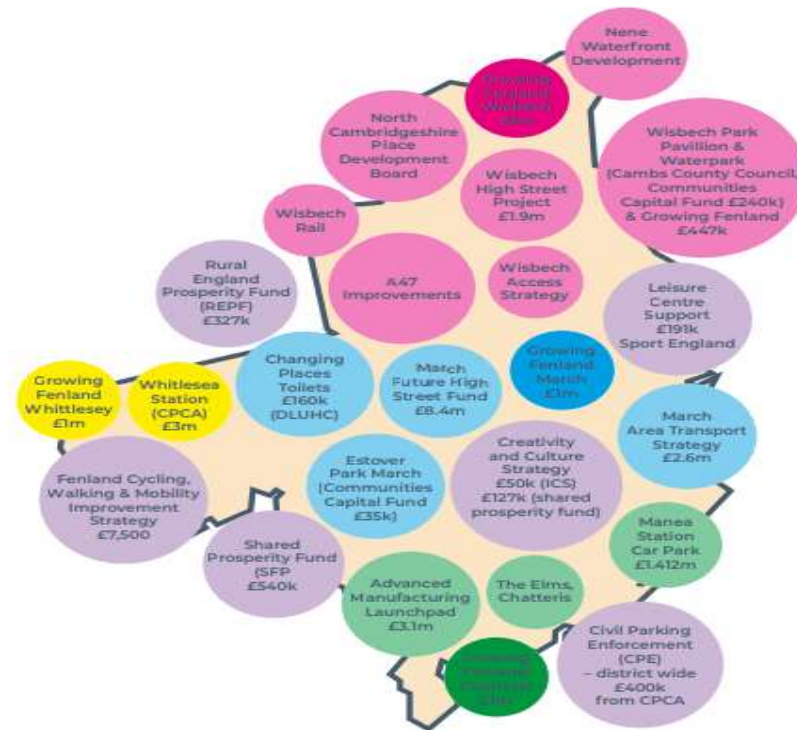 Nene
Waterfront
Development
Growing
Fenland
Wisbech
North
Cambridgeshire
Place
Development
Board
Wisbech Park
Pavillion &
Waterpark
(Cambs County Council,
Communities
Capital Fund £240k)
& Growing Fenland
£447k
Wisbech
High Street
Project
£1.9m
Wisbech
Rail
Rural
England
Prosperity Fund
(REPF)
£327k
A47
Improvements
Wisbech
Access
Strategy
Leisure
Centre
Support
£191k
Sport England
Growing
Fenland
Whittlesey
£1m
Whitlesea
Station
(CPCA)
£3m
Changing
Places
Toilets
£160k
(DLUHC)
March
Future High
Street Fund
£8.4m
Growing
Fenland
March
£1m
March
Area Transport
Strategy
£2.6m
Fenland Cycling,
Walking & Mobility
Improvement
Strategy
£7,500
Estover
Park March
(Communities
Capital Fund
£35k)
Creativity
and Culture
Strategy
£50k (ICS)
£127k (shared
prosperity fund)
Shared
Prosperity Fund
(SFP
£540k
Manea
Station
Car Park
£1.412m
Advanced
Manufacturing
Launchpad
£3.1m
The Elms,
Chatteris
Growing
Fenland
Chatteris
Civil Parking
Enforcement
(CPE)
– district wide
£400k
from CPCA